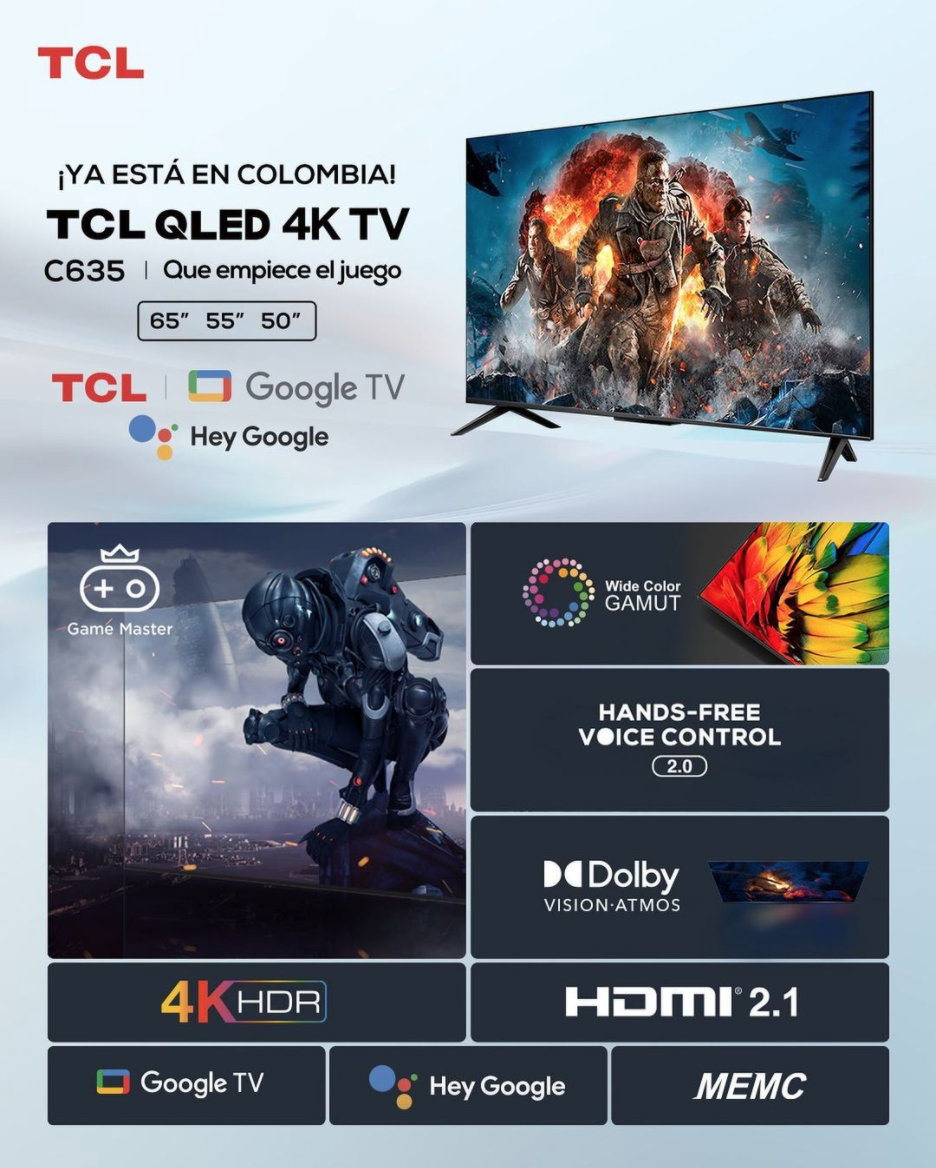 TCL
¡YA ESTÁ EN COLOMBIA!
TCL QLED 4K TV
C635 | Que empiece el juego
65” 55” 50”
TCL | Google TV
Hey Google
Game Master
Wide Color
GAMUT
HANDS-FREE
VOICE CONTROL
2.0
Dolby
VISION·ATMOS
4K HDR
HDMI® 2.1
Google TV
Hey Google
MEMC